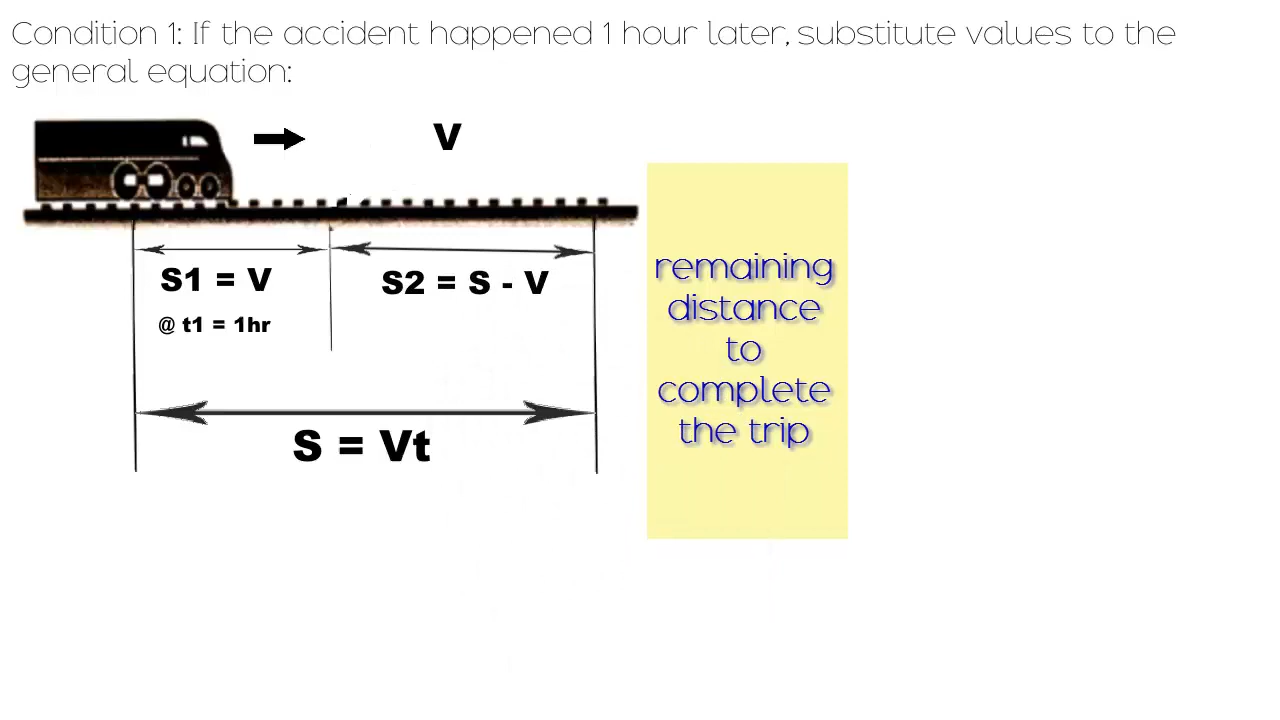 Condition 1: If the accident happened 1 hour later, substitute values to the
general equation:
V
S1 = V
@ t1 = 1hr
S2 = S - V
S = Vt
remaining
distance
to
complete
the trip